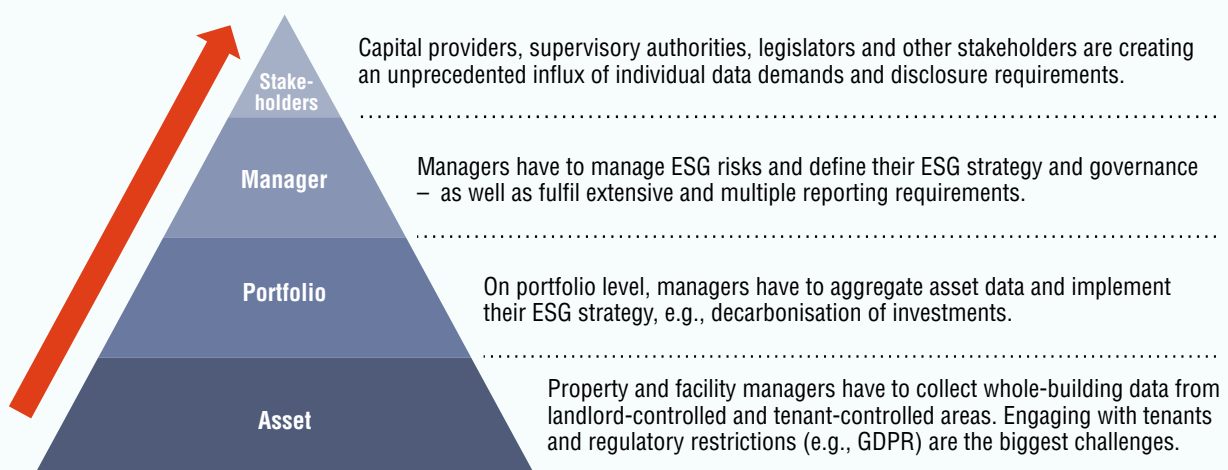 Stake-
holders
Capital providers, supervisory authorities, legislators and other stakeholders are creating
an unprecedented influx of individual data demands and disclosure requirements.
Manager
Managers have to manage ESG risks and define their ESG strategy and governance
– as well as fulfil extensive and multiple reporting requirements.
Portfolio
On portfolio level, managers have to aggregate asset data and implement
their ESG strategy, e.g., decarbonisation of investments.
Asset
Property and facility managers have to collect whole-building data from
landlord-controlled and tenant-controlled areas. Engaging with tenants
and regulatory restrictions (e.g., GDPR) are the biggest challenges.